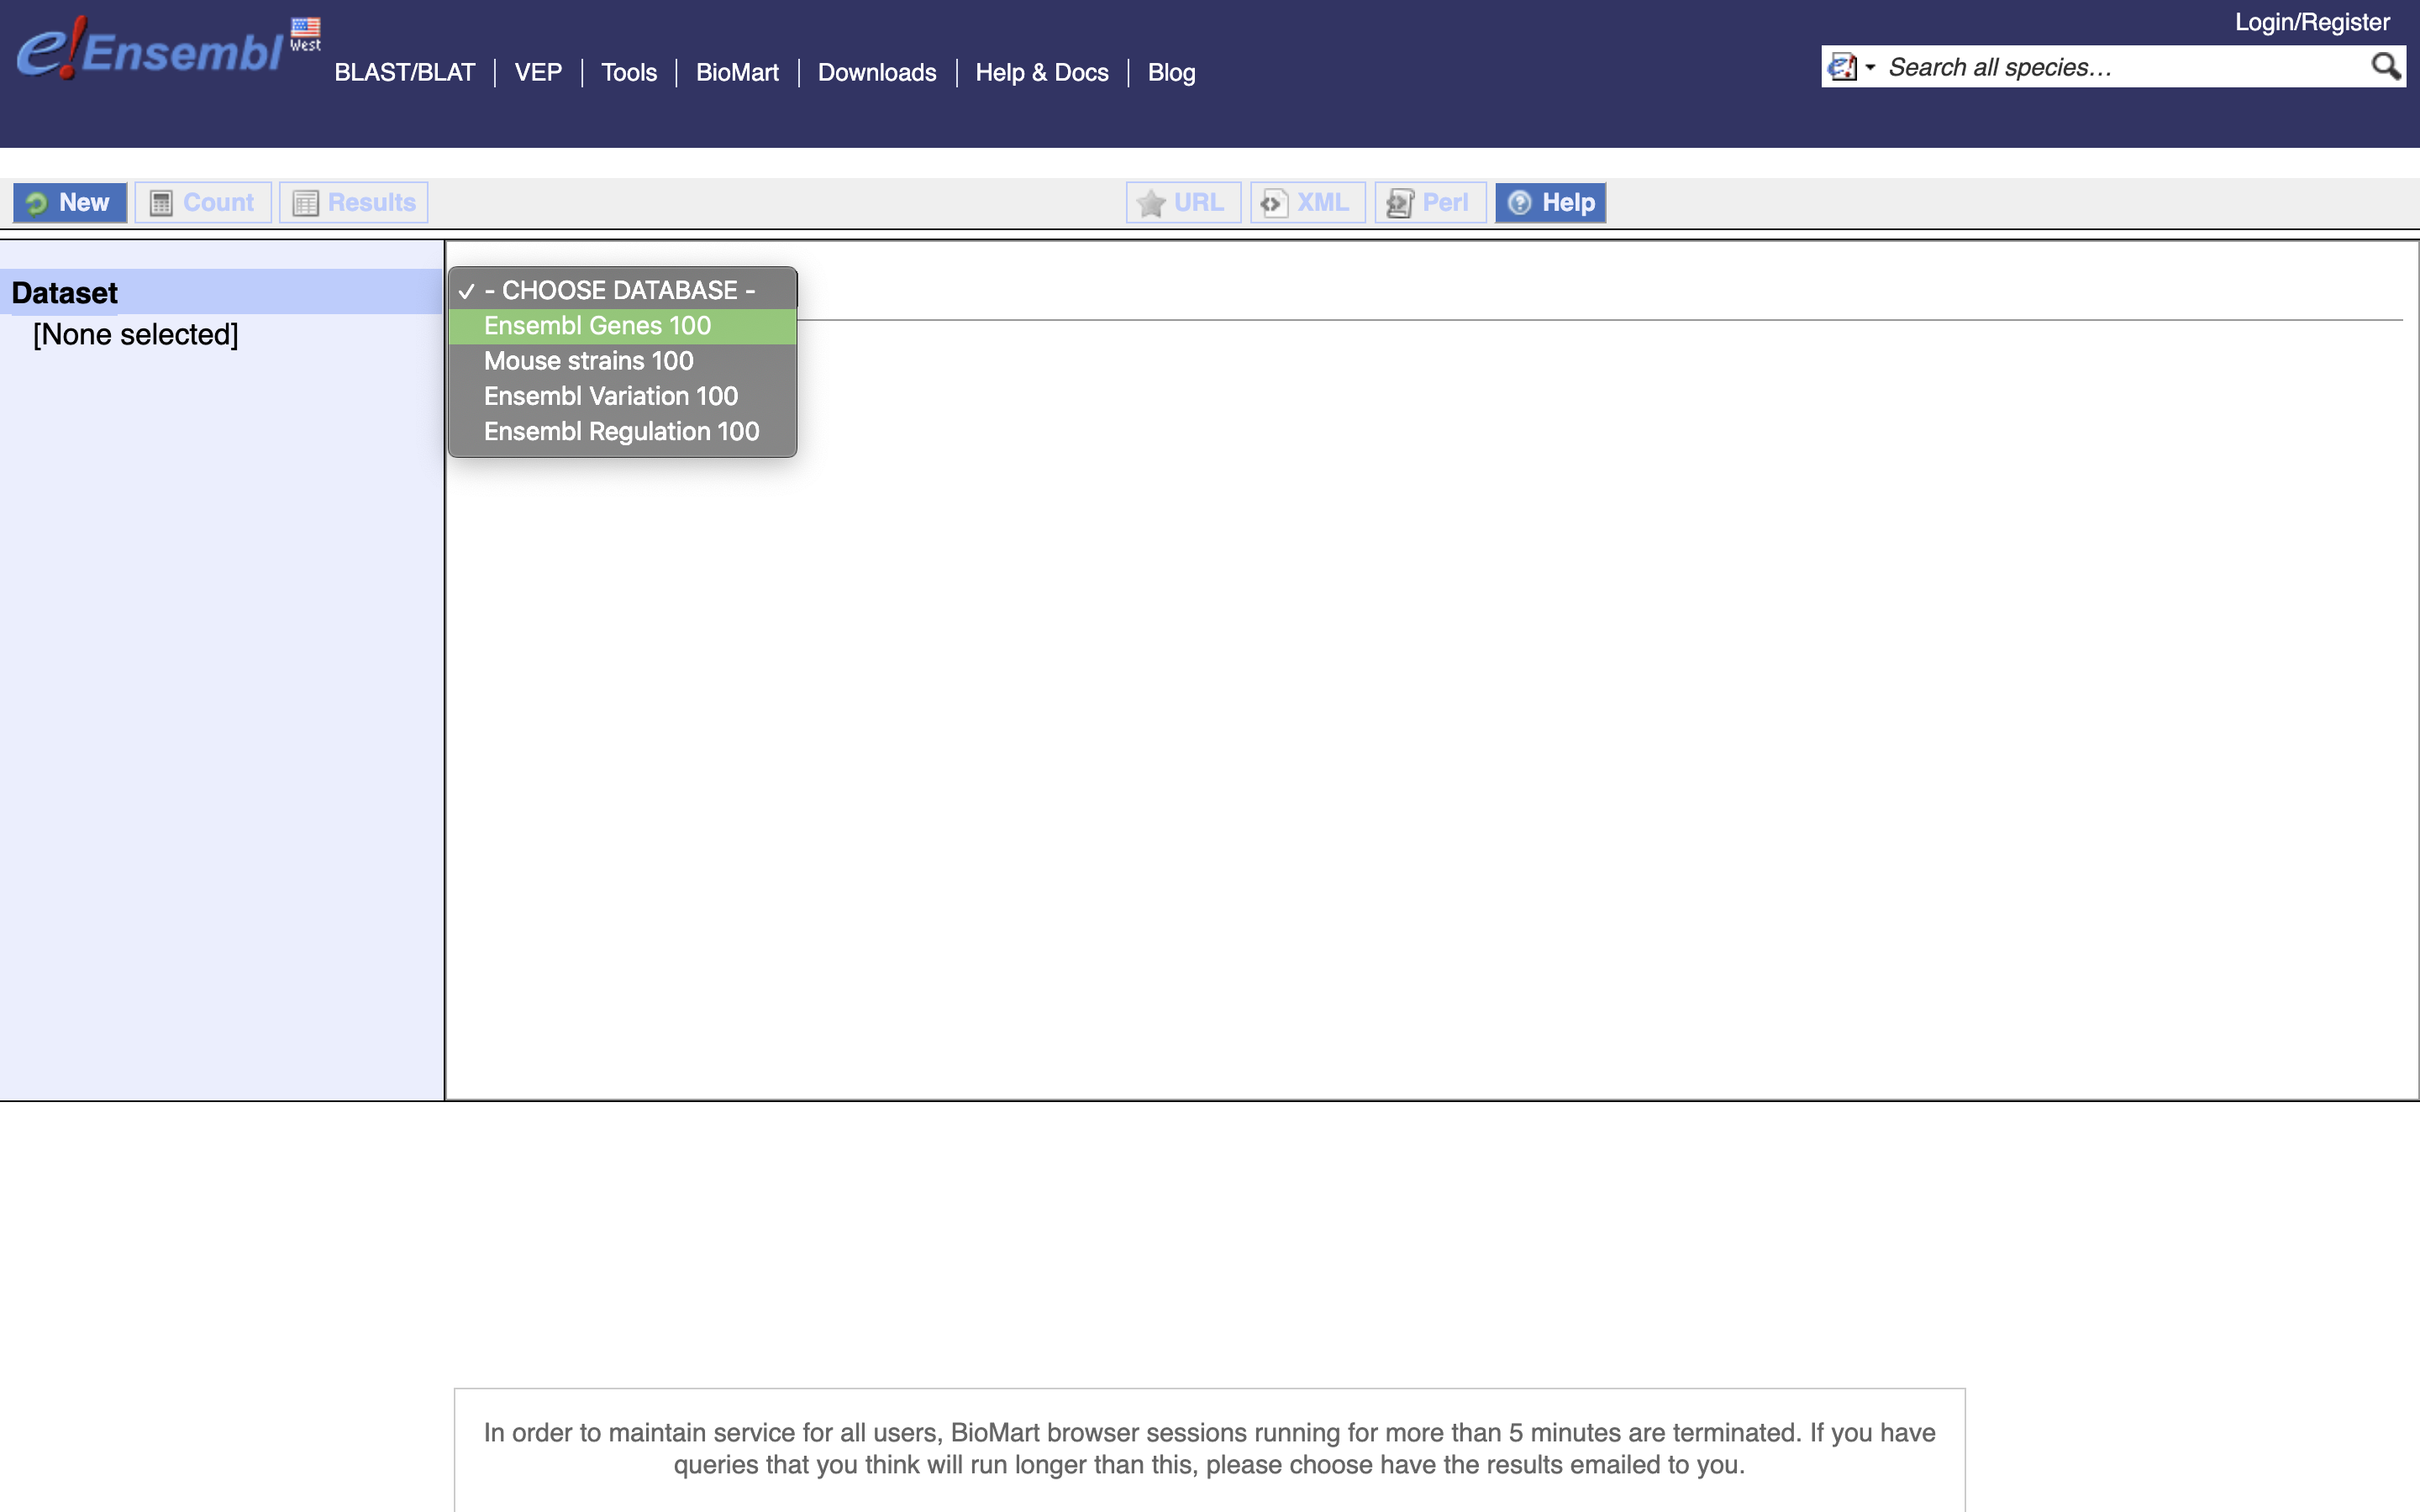 e!Ensembl West
Login/Register
BLAST/BLAT | VEP | Tools | BioMart | Downloads | Help & Docs | Blog
Search all species…
New Count Results URL XML Perl Help
Dataset
[None selected]
✓ - CHOOSE DATABASE -
Ensembl Genes 100
Mouse strains 100
Ensembl Variation 100
Ensembl Regulation 100
In order to maintain service for all users, BioMart browser sessions running for more than 5 minutes are terminated. If you have
queries that you think will run longer than this, please choose have the results emailed to you.